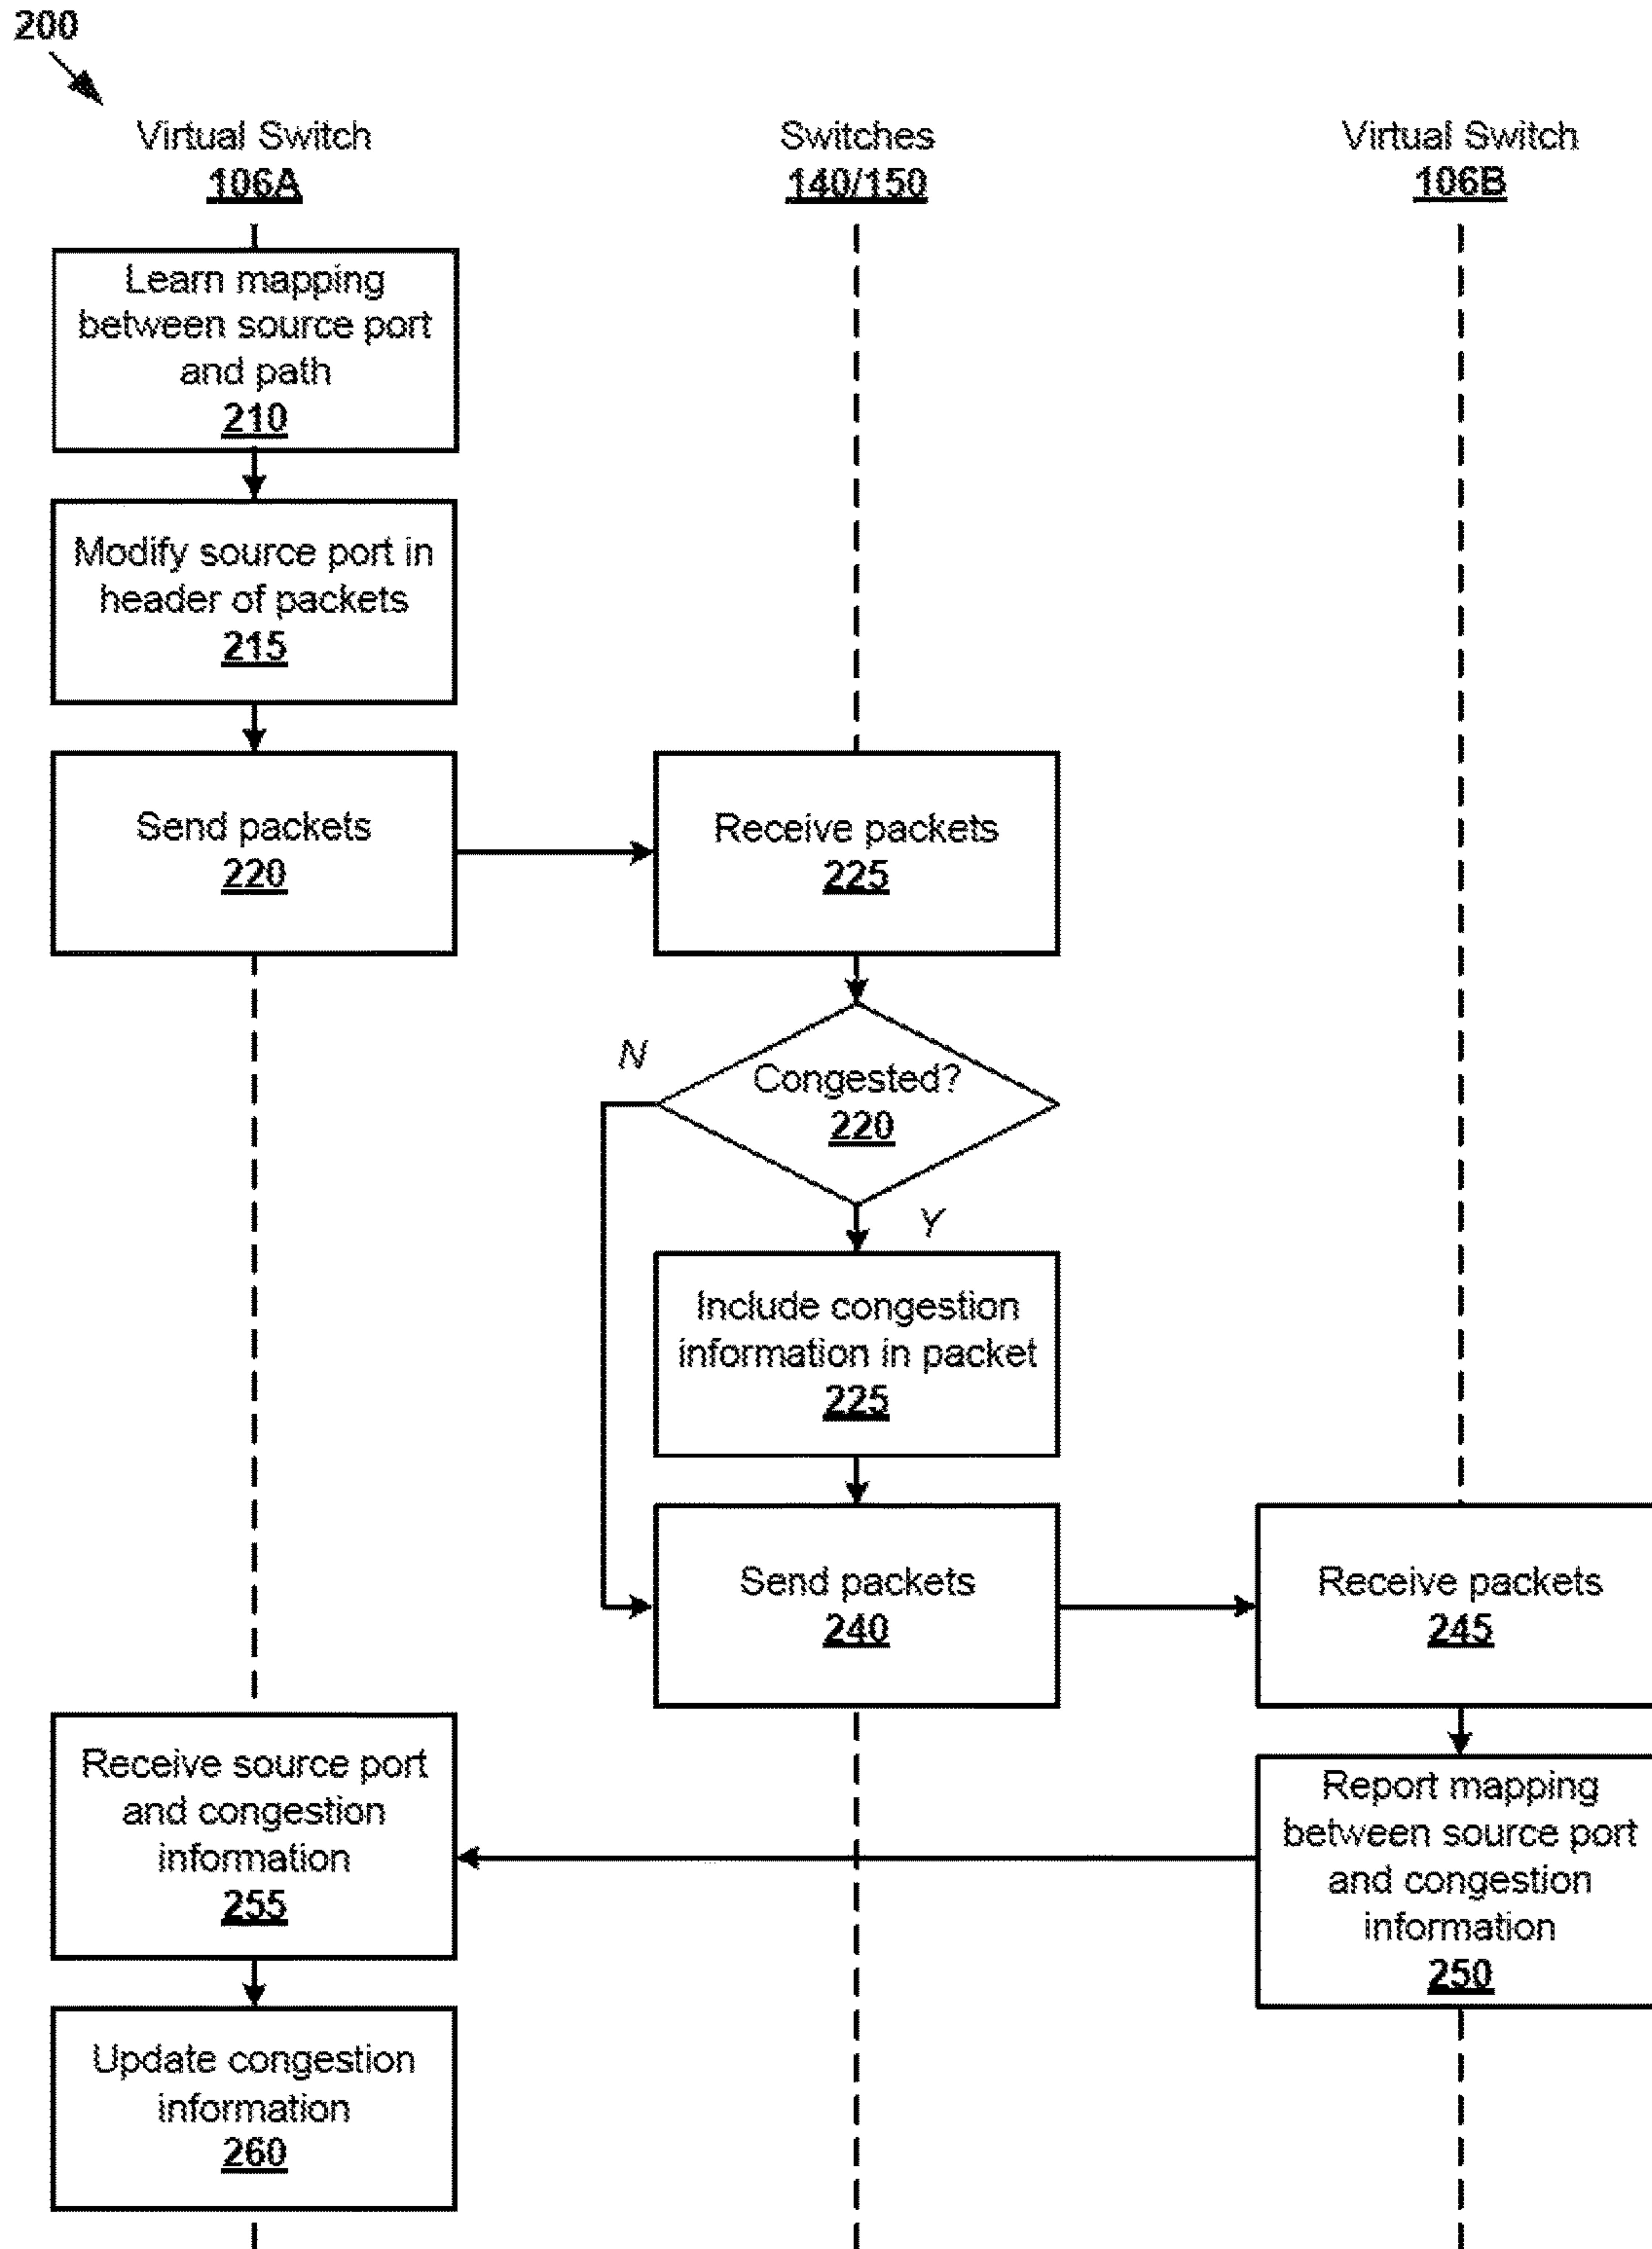 200
Virtual Switch
106A
Switches
140/150
Virtual Switch
106B
Learn mapping
between source port
and path
210
Modify source port in
header of packets
215
Send packets
220
Receive packets
225
Congested?
220
N
Y
Include congestion
information in packet
225
Send packets
240
Receive packets
245
Report mapping
between source port
and congestion
information
250
Receive source port
and congestion
information
255
Update congestion
information
260